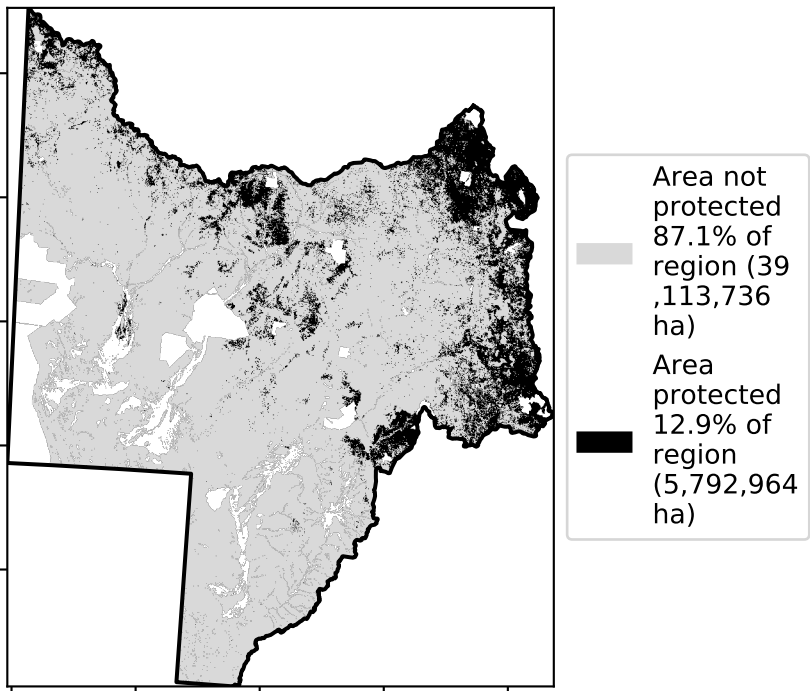 Area not
protected
87.1% of
region (39
,113,736
ha)
Area
protected
12.9% of
region
(5,792,964
ha)